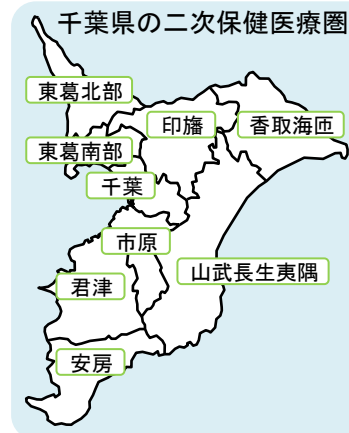 千葉県の二次保健医療圏
東葛北部
印旛
香取海匝
東葛南部
千葉
市原
山武長生夷隅
君津
安房